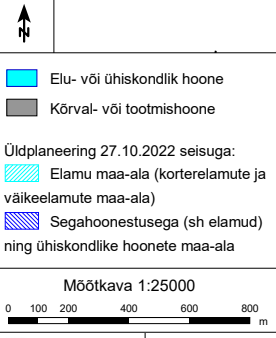 N
Elu- või ühiskondlik hoone
Kõrval- või tootmishoone
Üldplaneering 27.10.2022 seisuga:
Elamu maa-ala (korterelamute ja
väikeelamute maa-ala)
Segahoonestusega (sh elamud)
ning ühiskondlike hoonete maa-ala
Mõõtkava 1:25000
0 100 200 400 600 800
m